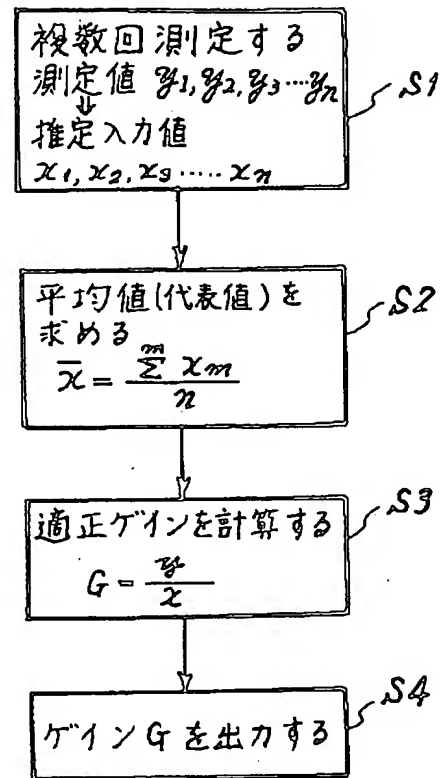 複数回測定する
測定値 y₁, y₂, y₃ ···· yₙ
⇓
推定入力値
x₁, x₂, x₃ ····· xₙ
S1
平均値(代表値)を
求める
x̄ = Σᵐ xₘ / n
S2
適正ゲインを計算する
G = y / x
S3
ゲイン G を出力する
S4